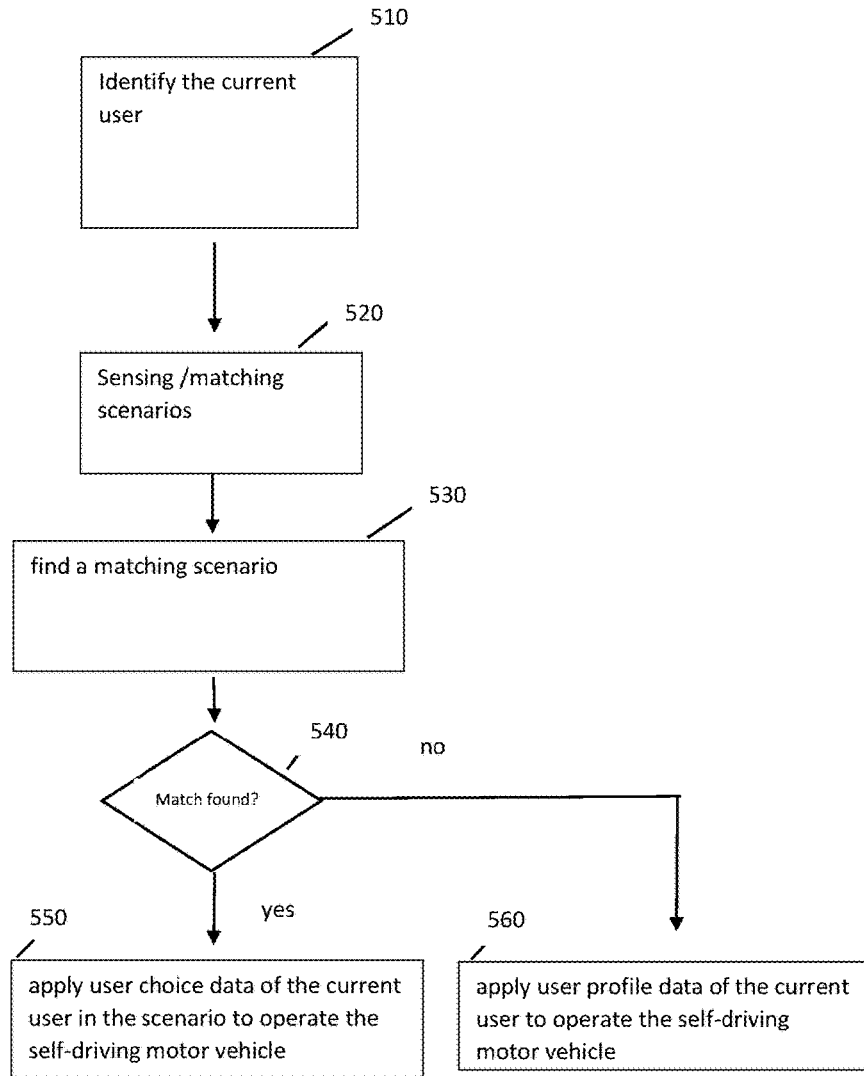 510
Identify the current
user
520
Sensing /matching
scenarios
530
find a matching scenario
540
no
Match found?
yes
550
apply user choice data of the current
user in the scenario to operate the
self-driving motor vehicle
560
apply user profile data of the current
user to operate the self-driving
motor vehicle